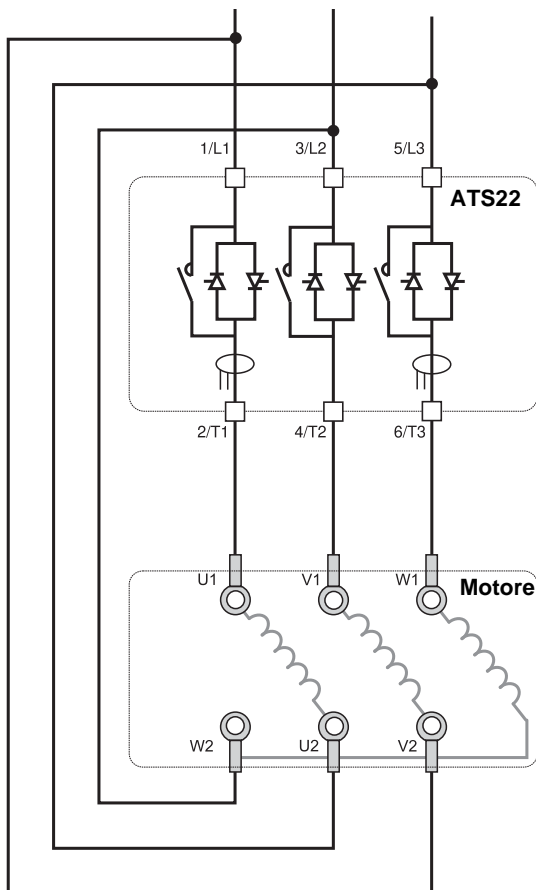 1/L1 3/L2 5/L3
ATS22
2/T1 4/T2 6/T3
U1 V1 W1
Motore
W2 U2 V2